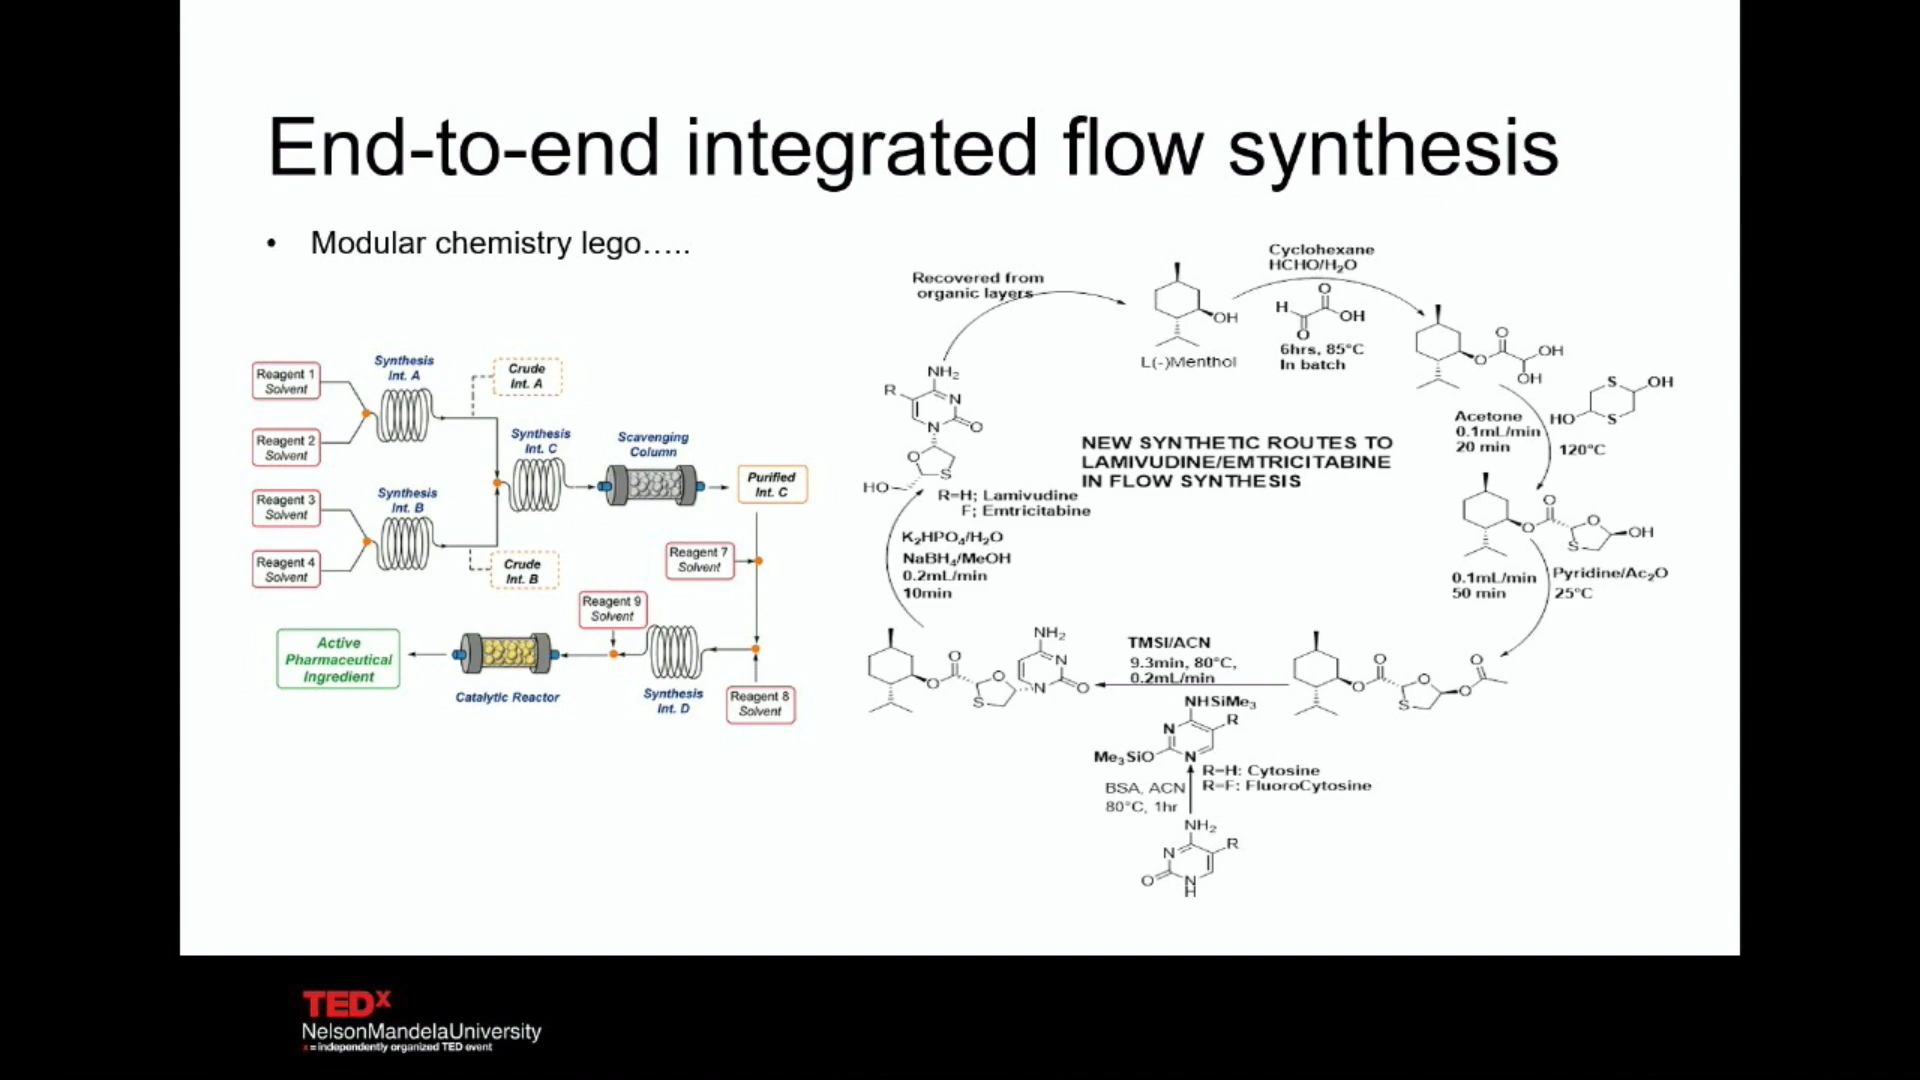 End-to-end integrated flow synthesis
• Modular chemistry lego…..
Reagent 1
Solvent
Reagent 2
Solvent
Synthesis
Int. A
Crude
Int. A
Reagent 3
Solvent
Reagent 4
Solvent
Synthesis
Int. B
Crude
Int. B
Synthesis
Int. C
Scavenging
Column
Purified
Int. C
Reagent 7
Solvent
Reagent 8
Solvent
Synthesis
Int. D
Reagent 9
Solvent
Catalytic Reactor
Active
Pharmaceutical
Ingredient
NEW SYNTHETIC ROUTES TO
LAMIVUDINE/EMTRICITABINE
IN FLOW SYNTHESIS
Recovered from
organic layers
OH
L(-)Menthol
Cyclohexane
HCHO/H₂O
H
O
OH
O
6hrs, 85°C
In batch
O
O
OH
OH
S
OH
HO
S
Acetone
0.1mL/min
20 min
120°C
O
O
O
OH
S
0.1mL/min
50 min
Pyridine/Ac₂O
25°C
O
O
O
S
O
O
TMSI/ACN
9.3min, 80°C,
0.2mL/min
NHSiMe₃
R
N
Me₃SiO
N
R=H: Cytosine
R=F: FluoroCytosine
BSA, ACN
80°C, 1hr
NH₂
R
N
O
N
H
NH₂
N
O
N
O
O
O
S
K₂HPO₄/H₂O
NaBH₄/MeOH
0.2mL/min
10min
NH₂
R
N
N
O
O
S
HO
R=H; Lamivudine
F; Emtricitabine
TEDx
NelsonMandelaUniversity
x = independently organized TED event